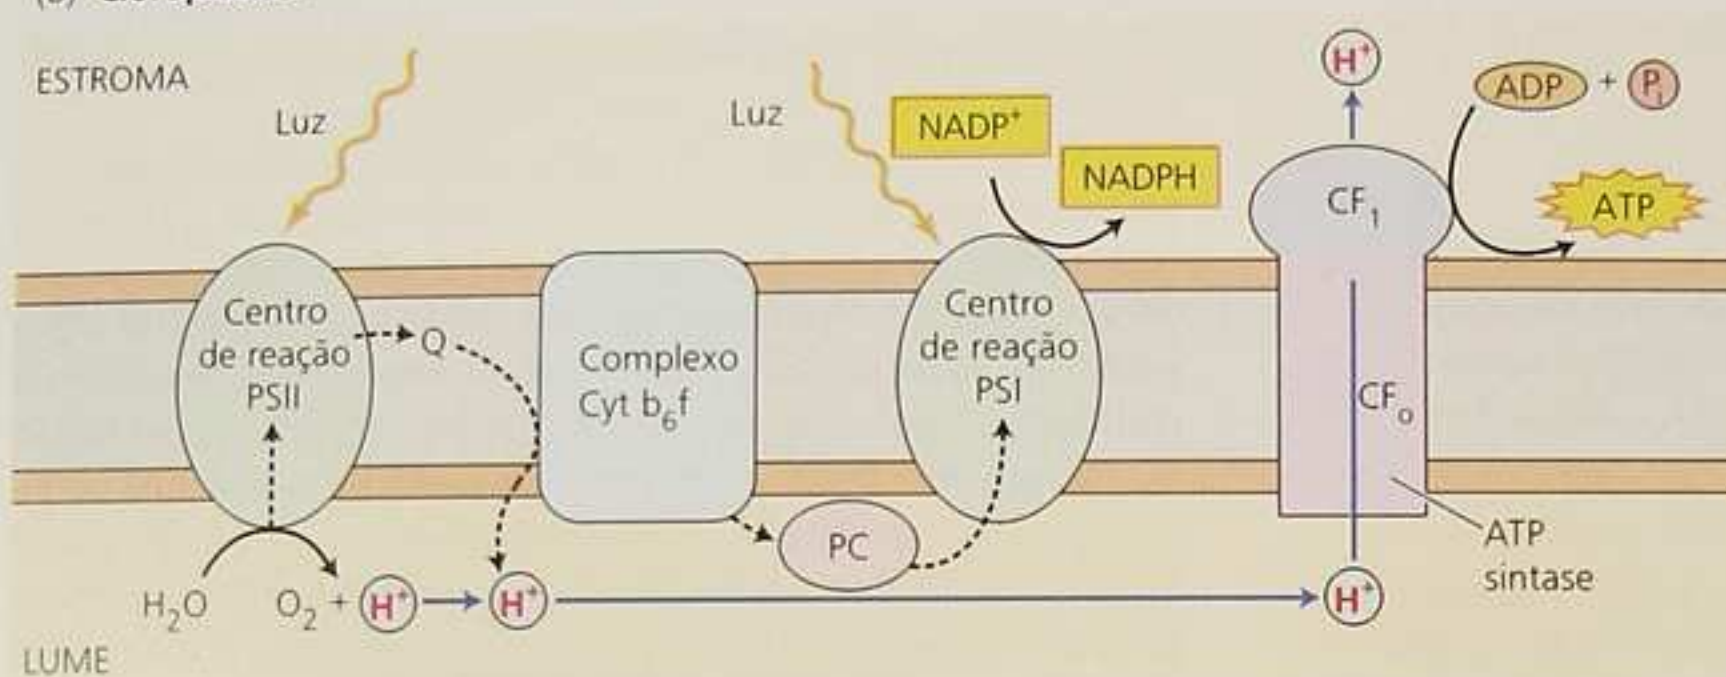 ESTROMA
Luz
Luz
NADP⁺
NADPH
H⁺
ADP + Pᵢ
ATP
CF₁
Centro
de reação
PSII
Q
Complexo
Cyt b₆f
Centro
de reação
PSI
CF₀
PC
ATP
sintase
H₂O
O₂ + H⁺
H⁺
H⁺
LUME